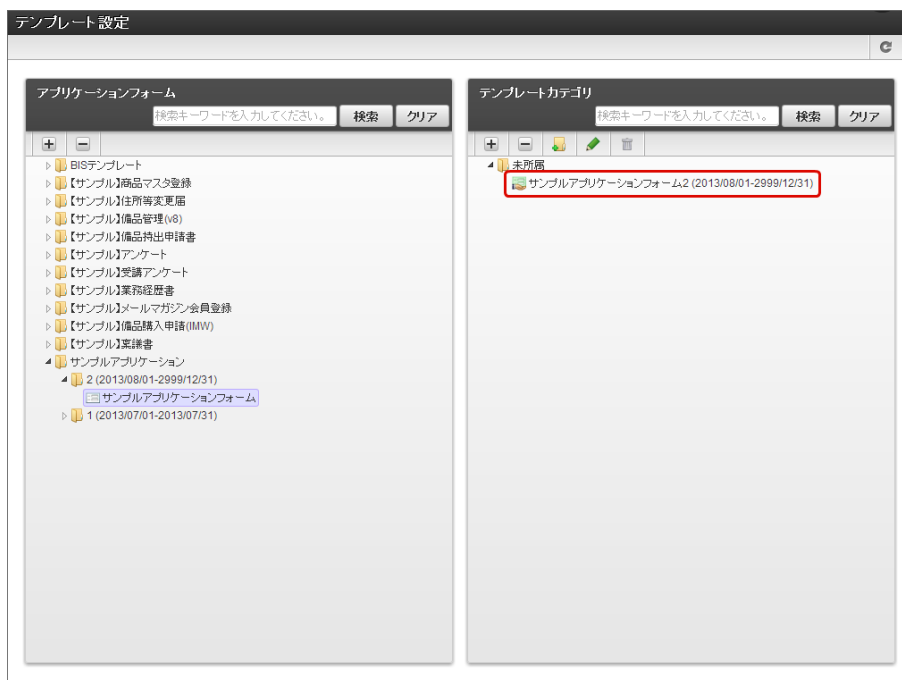 テンプレート設定
アプリケーションフォーム
検索キーワードを入力してください。 検索 クリア
BISテンプレート
【サンプル】商品マスタ登録
【サンプル】住所等変更届
【サンプル】備品管理(v8)
【サンプル】備品持出申請書
【サンプル】アンケート
【サンプル】受講アンケート
【サンプル】業務経歴書
【サンプル】メールマガジン会員登録
【サンプル】備品購入申請(IMW)
【サンプル】稟議書
サンプルアプリケーション
2 (2013/08/01-2999/12/31)
サンプルアプリケーションフォーム
1 (2013/07/01-2013/07/31)
テンプレートカテゴリ
検索キーワードを入力してください。 検索 クリア
未所属
サンプルアプリケーションフォーム2 (2013/08/01-2999/12/31)